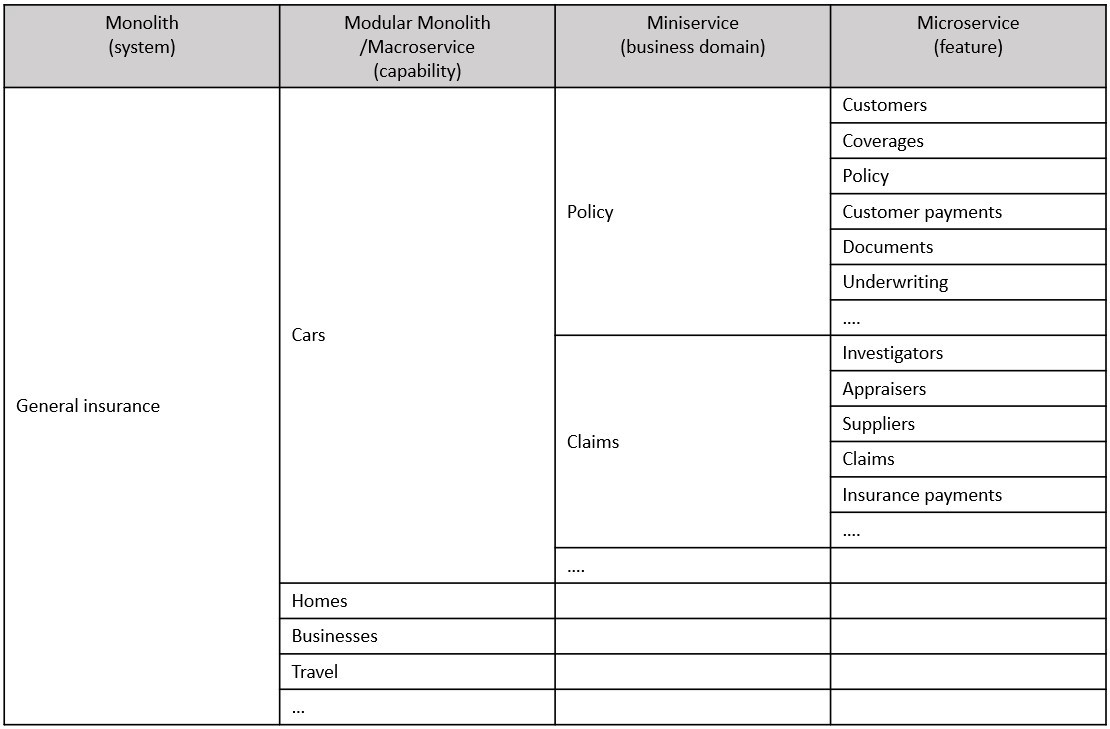 Monolith
(system)
Modular Monolith
/Macroservice
(capability)
Miniservice
(business domain)
Microservice
(feature)
General insurance
Cars
Policy
Customers
Coverages
Policy
Customer payments
Documents
Underwriting
....
Claims
Investigators
Appraisers
Suppliers
Claims
Insurance payments
....
....
Homes
Businesses
Travel
...